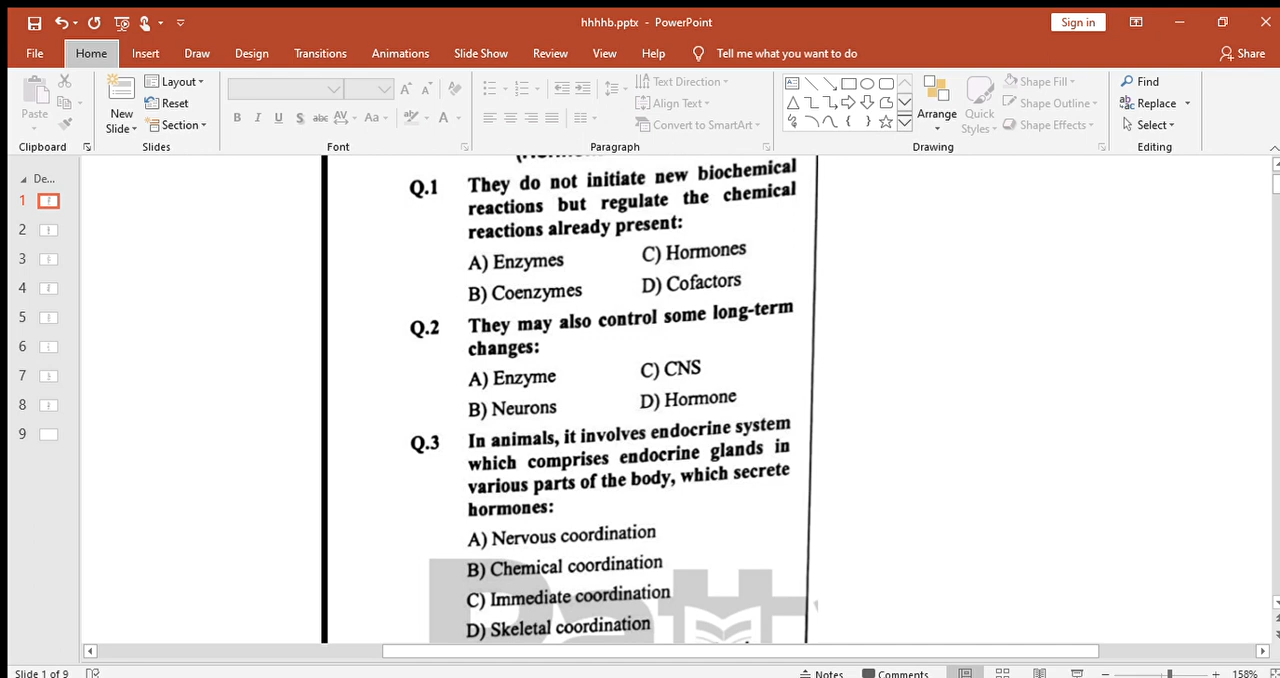 hhhhb.pptx - PowerPoint
Sign in
File Home Insert Draw Design Transitions Animations Slide Show Review View Help Tell me what you want to do Share
Paste
New Slide
Layout
Reset
Section
B I U S abc AV Aa A
Text Direction
Align Text
Convert to SmartArt
Arrange
Quick Styles
Shape Fill
Shape Outline
Shape Effects
Find
Replace
Select
Clipboard Slides Font Paragraph Drawing Editing
De...
1
2
3
4
5
6
7
8
9
Q.1 They do not initiate new biochemical
reactions but regulate the chemical
reactions already present:
A) Enzymes C) Hormones
B) Coenzymes D) Cofactors
Q.2 They may also control some long-term
changes:
A) Enzyme C) CNS
B) Neurons D) Hormone
Q.3 In animals, it involves endocrine system
which comprises endocrine glands in
various parts of the body, which secrete
hormones:
A) Nervous coordination
B) Chemical coordination
C) Immediate coordination
D) Skeletal coordination
Slide 1 of 9 Notes Comments 158%